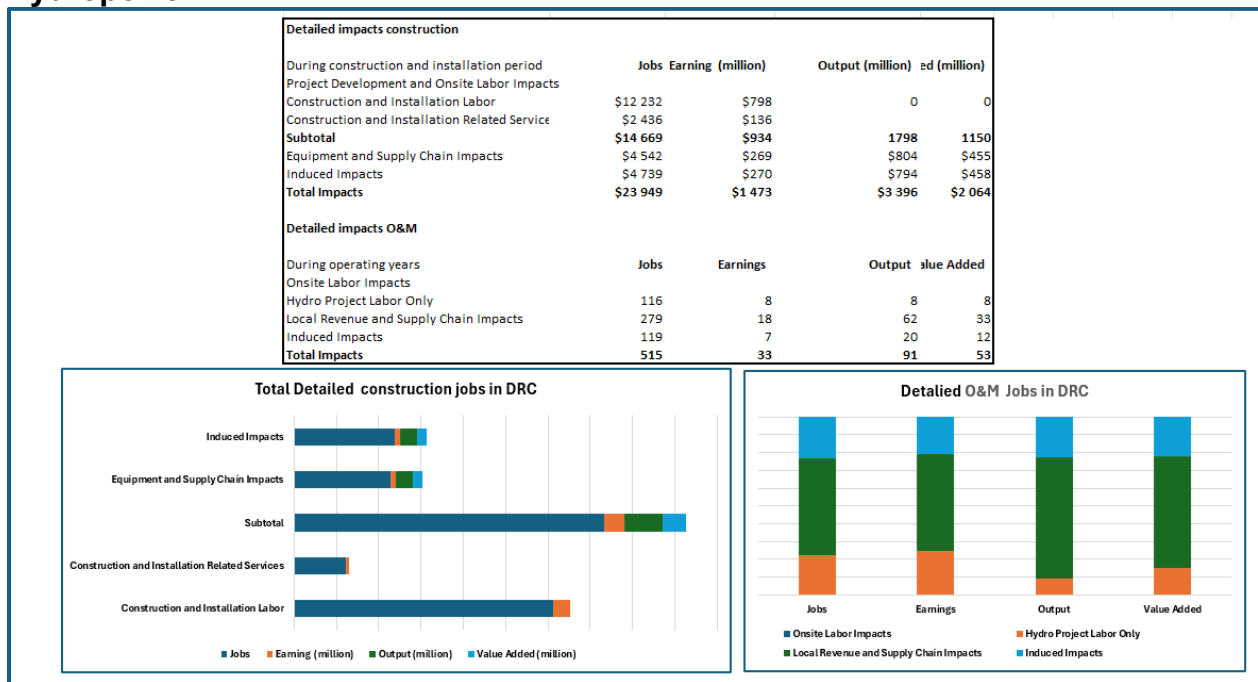 Detailed impacts construction
During construction and installation period Jobs Earning (million) Output (million) ed (million)
Project Development and Onsite Labor Impacts
Construction and Installation Labor $12 232 $798 0 0
Construction and Installation Related Service $2 436 $136
Subtotal $14 669 $934 1798 1150
Equipment and Supply Chain Impacts $4 542 $269 $804 $455
Induced Impacts $4 739 $270 $794 $458
Total Impacts $23 949 $1 473 $3 396 $2 064
Detailed impacts O&M
During operating years Jobs Earnings Output alue Added
Onsite Labor Impacts
Hydro Project Labor Only 116 8 8 8
Local Revenue and Supply Chain Impacts 279 18 62 33
Induced Impacts 119 7 20 12
Total Impacts 515 33 91 53
Total Detailed construction jobs in DRC
Induced Impacts
Equipment and Supply Chain Impacts
Subtotal
Construction and Installation Related Services
Construction and Installation Labor
Jobs Earning (million) Output (million) Value Added (million)
Detalied O&M Jobs in DRC
Jobs Earnings Output Value Added
Onsite Labor Impacts Hydro Project Labor Only
Local Revenue and Supply Chain Impacts Induced Impacts